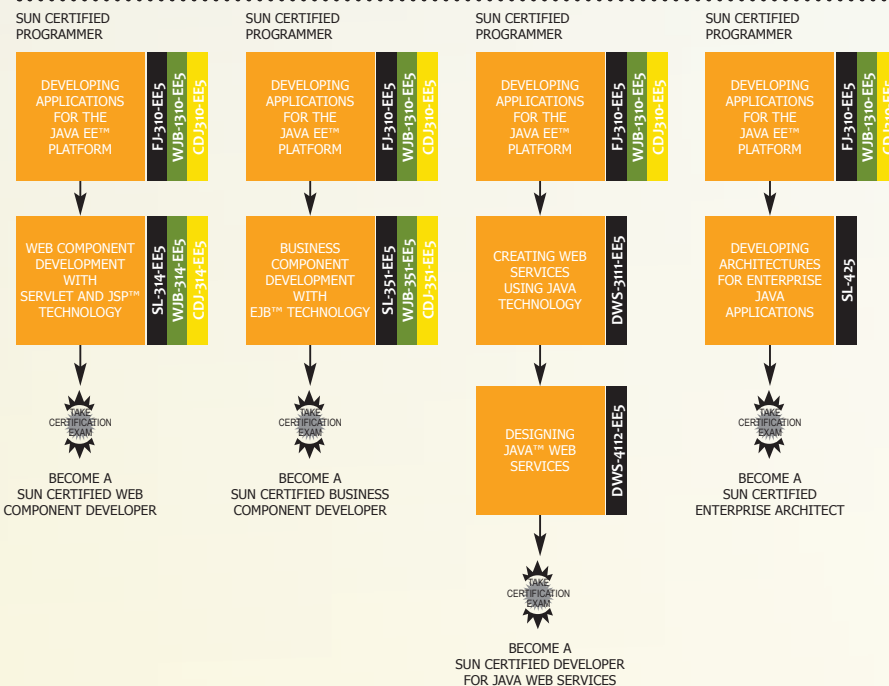 SUN CERTIFIED
PROGRAMMER
DEVELOPING
APPLICATIONS
FOR THE
JAVA EE™
PLATFORM
FJ-310-EE5
WJB-1310-EE5
CDJ310-EE5
WEB COMPONENT
DEVELOPMENT
WITH
SERVLET AND JSP™
TECHNOLOGY
SL-314-EE5
WJB-314-EE5
CDJ-314-EE5
TAKE
CERTIFICATION
EXAM
BECOME A
SUN CERTIFIED WEB
COMPONENT DEVELOPER
SUN CERTIFIED
PROGRAMMER
DEVELOPING
APPLICATIONS
FOR THE
JAVA EE™
PLATFORM
FJ-310-EE5
WJB-1310-EE5
CDJ310-EE5
BUSINESS
COMPONENT
DEVELOPMENT
WITH
EJB™ TECHNOLOGY
SL-351-EE5
WJB-351-EE5
CDJ-351-EE5
TAKE
CERTIFICATION
EXAM
BECOME A
SUN CERTIFIED BUSINESS
COMPONENT DEVELOPER
SUN CERTIFIED
PROGRAMMER
DEVELOPING
APPLICATIONS
FOR THE
JAVA EE™
PLATFORM
FJ-310-EE5
WJB-1310-EE5
CDJ310-EE5
CREATING WEB
SERVICES
USING JAVA
TECHNOLOGY
DWS-3111-EE5
DESIGNING
JAVA™ WEB
SERVICES
DWS-4112-EE5
TAKE
CERTIFICATION
EXAM
BECOME A
SUN CERTIFIED DEVELOPER
FOR JAVA WEB SERVICES
SUN CERTIFIED
PROGRAMMER
DEVELOPING
APPLICATIONS
FOR THE
JAVA EE™
PLATFORM
FJ-310-EE5
WJB-1310-EE5
CDJ310-EE5
DEVELOPING
ARCHITECTURES
FOR ENTERPRISE
JAVA
APPLICATIONS
SL-425
TAKE
CERTIFICATION
EXAM
BECOME A
SUN CERTIFIED
ENTERPRISE ARCHITECT